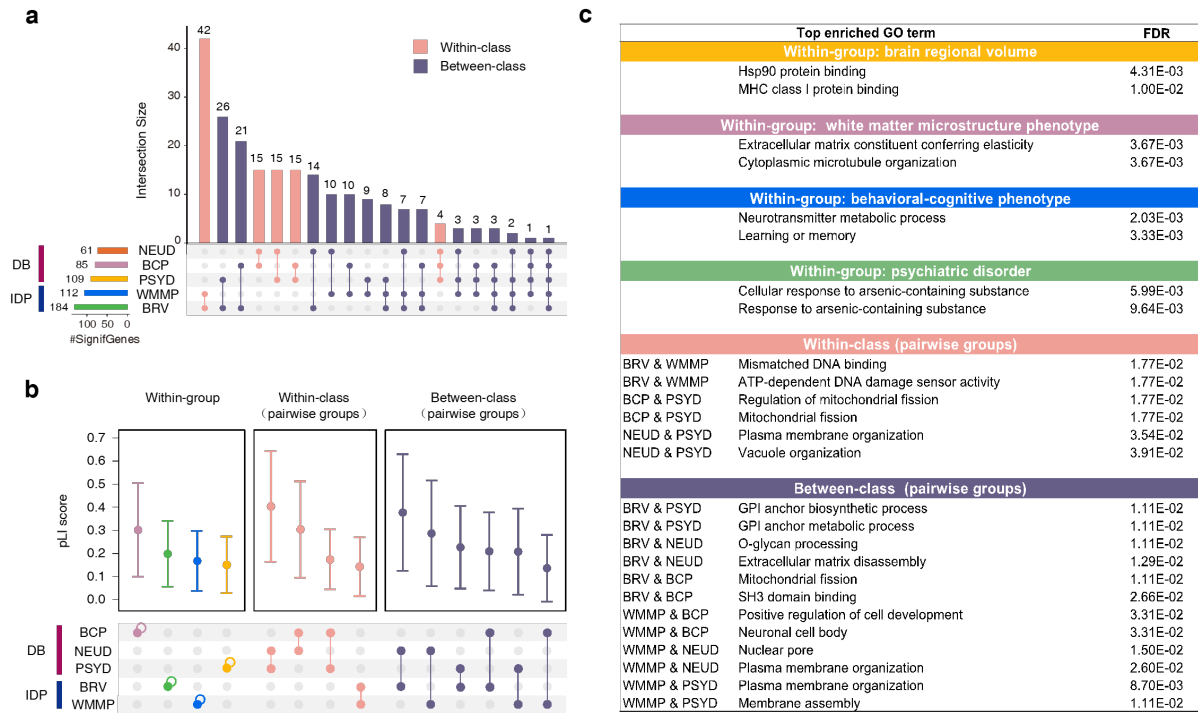 a
Intersection Size
40
30
20
10
0
42
26
21
15
15
15
14
10
10
9
8
7
7
4
3
3
3
2
1
1
Within-class
Between-class
DB
IDP
61
85
109
112
184
NEUD
BCP
PSYD
WMMP
BRV
100 50 0
#SignifGenes
b
Within-group
Within-class
(pairwise groups)
Between-class
(pairwise groups)
pLI score
0.7
0.6
0.5
0.4
0.3
0.2
0.1
0.0
DB
IDP
BCP
NEUD
PSYD
BRV
WMMP
c
Top enriched GO term FDR
Within-group: brain regional volume
Hsp90 protein binding 4.31E-03
MHC class I protein binding 1.00E-02
Within-group: white matter microstructure phenotype
Extracellular matrix constituent conferring elasticity 3.67E-03
Cytoplasmic microtubule organization 3.67E-03
Within-group: behavioral-cognitive phenotype
Neurotransmitter metabolic process 2.03E-03
Learning or memory 3.33E-03
Within-group: psychiatric disorder
Cellular response to arsenic-containing substance 5.99E-03
Response to arsenic-containing substance 9.64E-03
Within-class (pairwise groups)
BRV & WMMP Mismatched DNA binding 1.77E-02
BRV & WMMP ATP-dependent DNA damage sensor activity 1.77E-02
BCP & PSYD Regulation of mitochondrial fission 1.77E-02
BCP & PSYD Mitochondrial fission 1.77E-02
NEUD & PSYD Plasma membrane organization 3.54E-02
NEUD & PSYD Vacuole organization 3.91E-02
Between-class (pairwise groups)
BRV & PSYD GPI anchor biosynthetic process 1.11E-02
BRV & PSYD GPI anchor metabolic process 1.11E-02
BRV & NEUD O-glycan processing 1.11E-02
BRV & NEUD Extracellular matrix disassembly 1.29E-02
BRV & BCP Mitochondrial fission 1.11E-02
BRV & BCP SH3 domain binding 2.66E-02
WMMP & BCP Positive regulation of cell development 3.31E-02
WMMP & BCP Neuronal cell body 3.31E-02
WMMP & NEUD Nuclear pore 1.50E-02
WMMP & NEUD Plasma membrane organization 2.60E-02
WMMP & PSYD Plasma membrane organization 8.70E-03
WMMP & PSYD Membrane assembly 1.11E-02